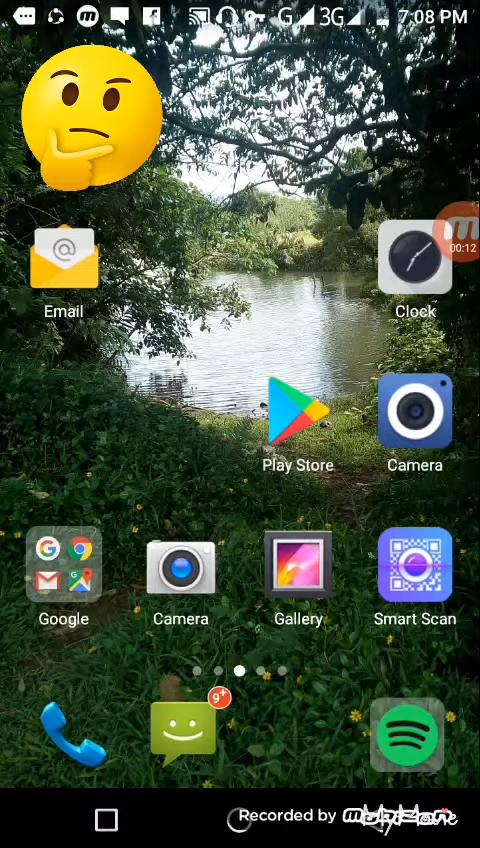 G 3G 7:08 PM
00:12
Email
Clock
Play Store
Camera
Google
Camera
Gallery
Smart Scan
9+
Recorded by